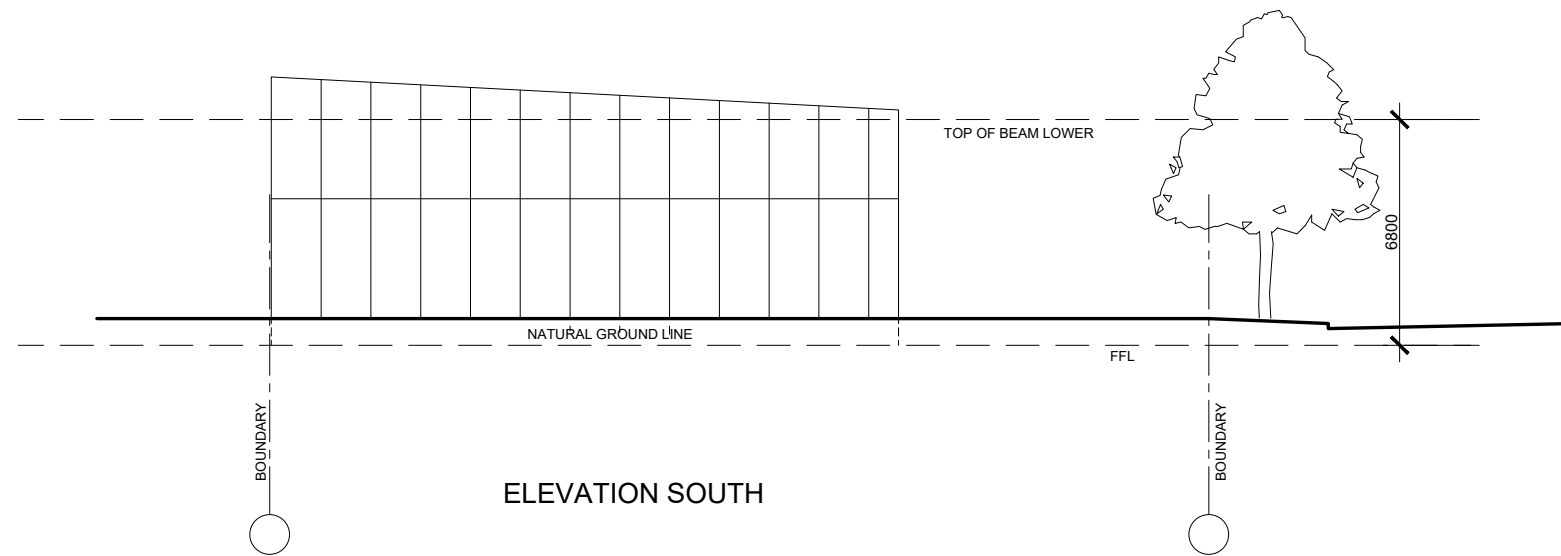 TOP OF BEAM LOWER
6800
NATURAL GROUND LINE
FFL
BOUNDARY
BOUNDARY
ELEVATION SOUTH